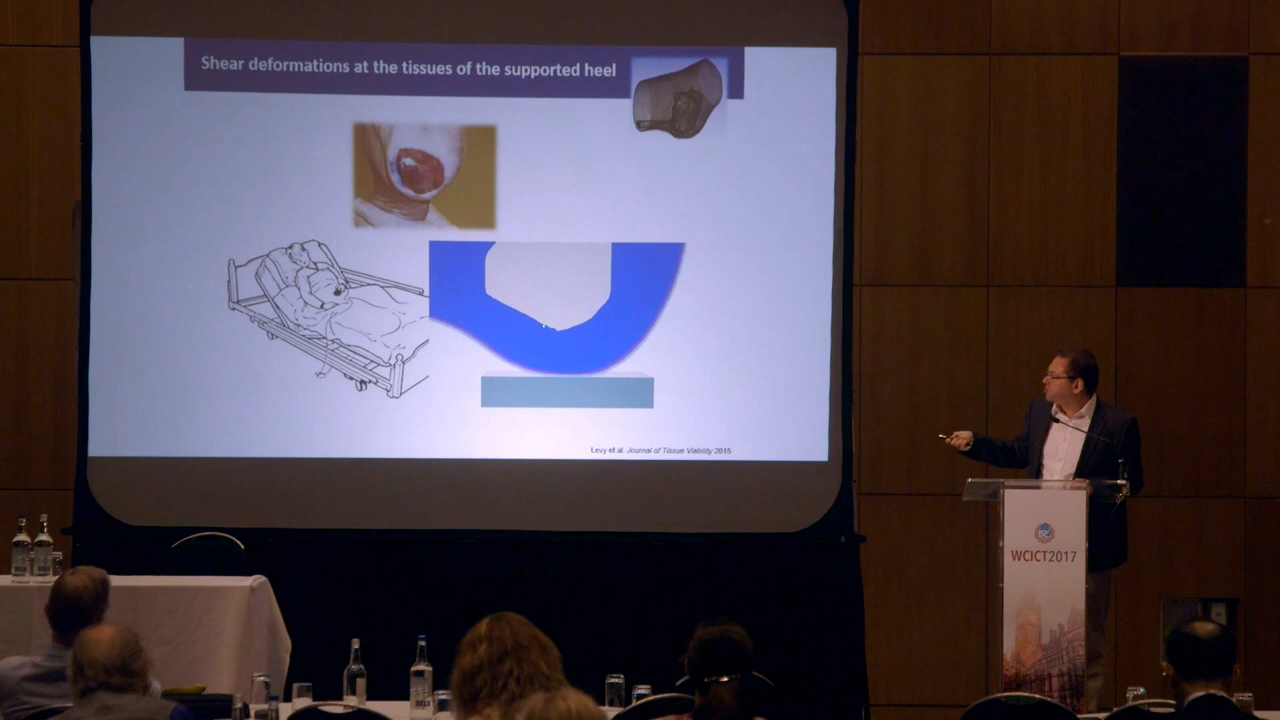 Shear deformations at the tissues of the supported heel
Levy et al. Journal of Tissue Viability 2015
WCICT2017